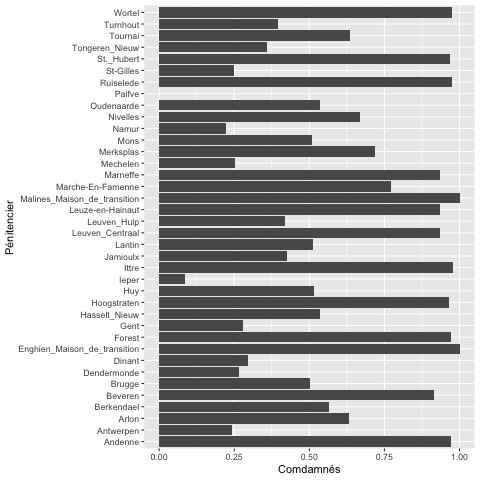 Wortel
Turnhout
Tournai
Tongeren_Nieuw
St._Hubert
St-Gilles
Ruiselede
Paifve
Oudenaarde
Nivelles
Namur
Mons
Merksplas
Mechelen
Marneffe
Marche-En-Famenne
Malines_Maison_de_transition
Leuze-en-Hainaut
Leuven_Hulp
Leuven_Centraal
Lantin
Jamioulx
Ittre
Ieper
Huy
Hoogstraten
Hasselt_Nieuw
Gent
Forest
Enghien_Maison_de_transition
Dinant
Dendermonde
Brugge
Beveren
Berkendael
Arlon
Antwerpen
Andenne
Pénitencier
0.00 0.25 0.50 0.75 1.00
Comdamnés